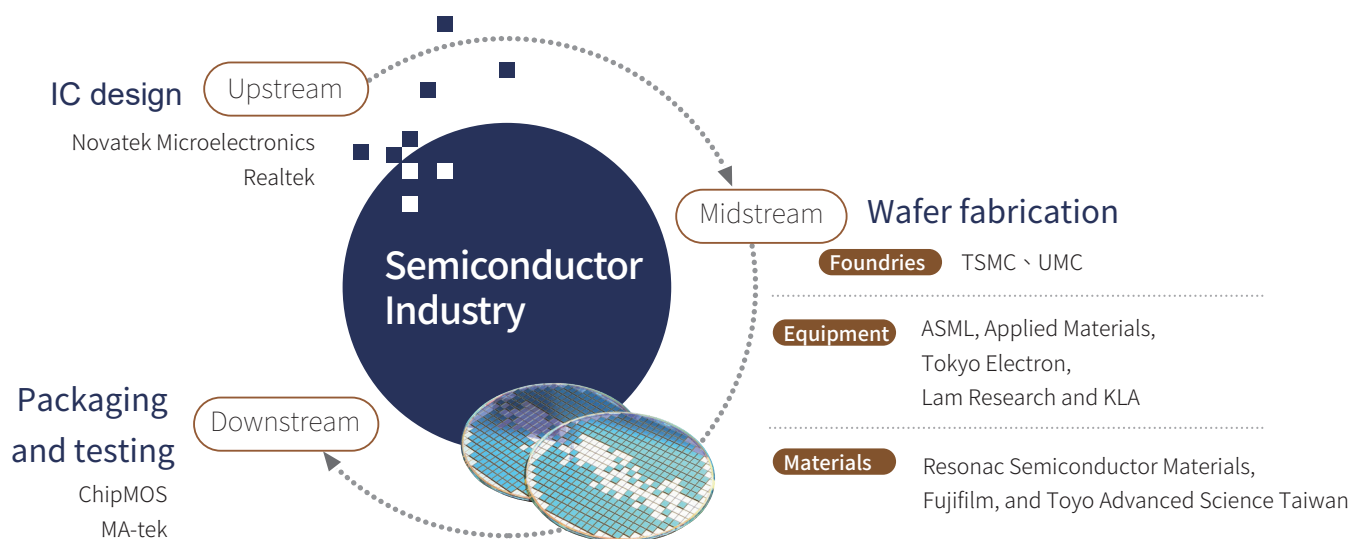 IC design
Upstream
Novatek Microelectronics
Realtek
Semiconductor
Industry
Midstream
Wafer fabrication
Foundries
TSMC、UMC
Equipment
ASML, Applied Materials,
Tokyo Electron,
Lam Research and KLA
Materials
Resonac Semiconductor Materials,
Fujifilm, and Toyo Advanced Science Taiwan
Packaging
and testing
Downstream
ChipMOS
MA-tek